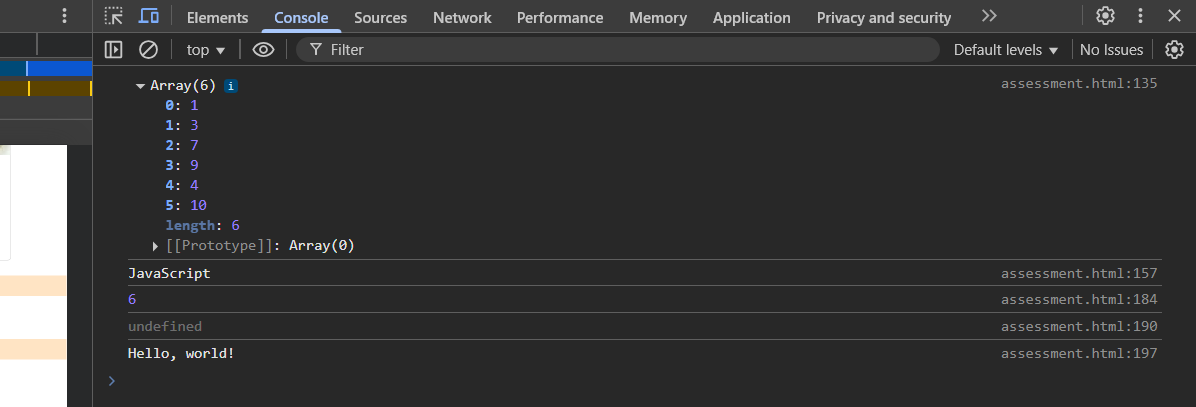 Elements Console Sources Network Performance Memory Application Privacy and security
top Filter Default levels No Issues
Array(6) i assessment.html:135
0: 1
1: 3
2: 7
3: 9
4: 4
5: 10
length: 6
[[Prototype]]: Array(0)
JavaScript assessment.html:157
6 assessment.html:184
undefined assessment.html:190
Hello, world! assessment.html:197